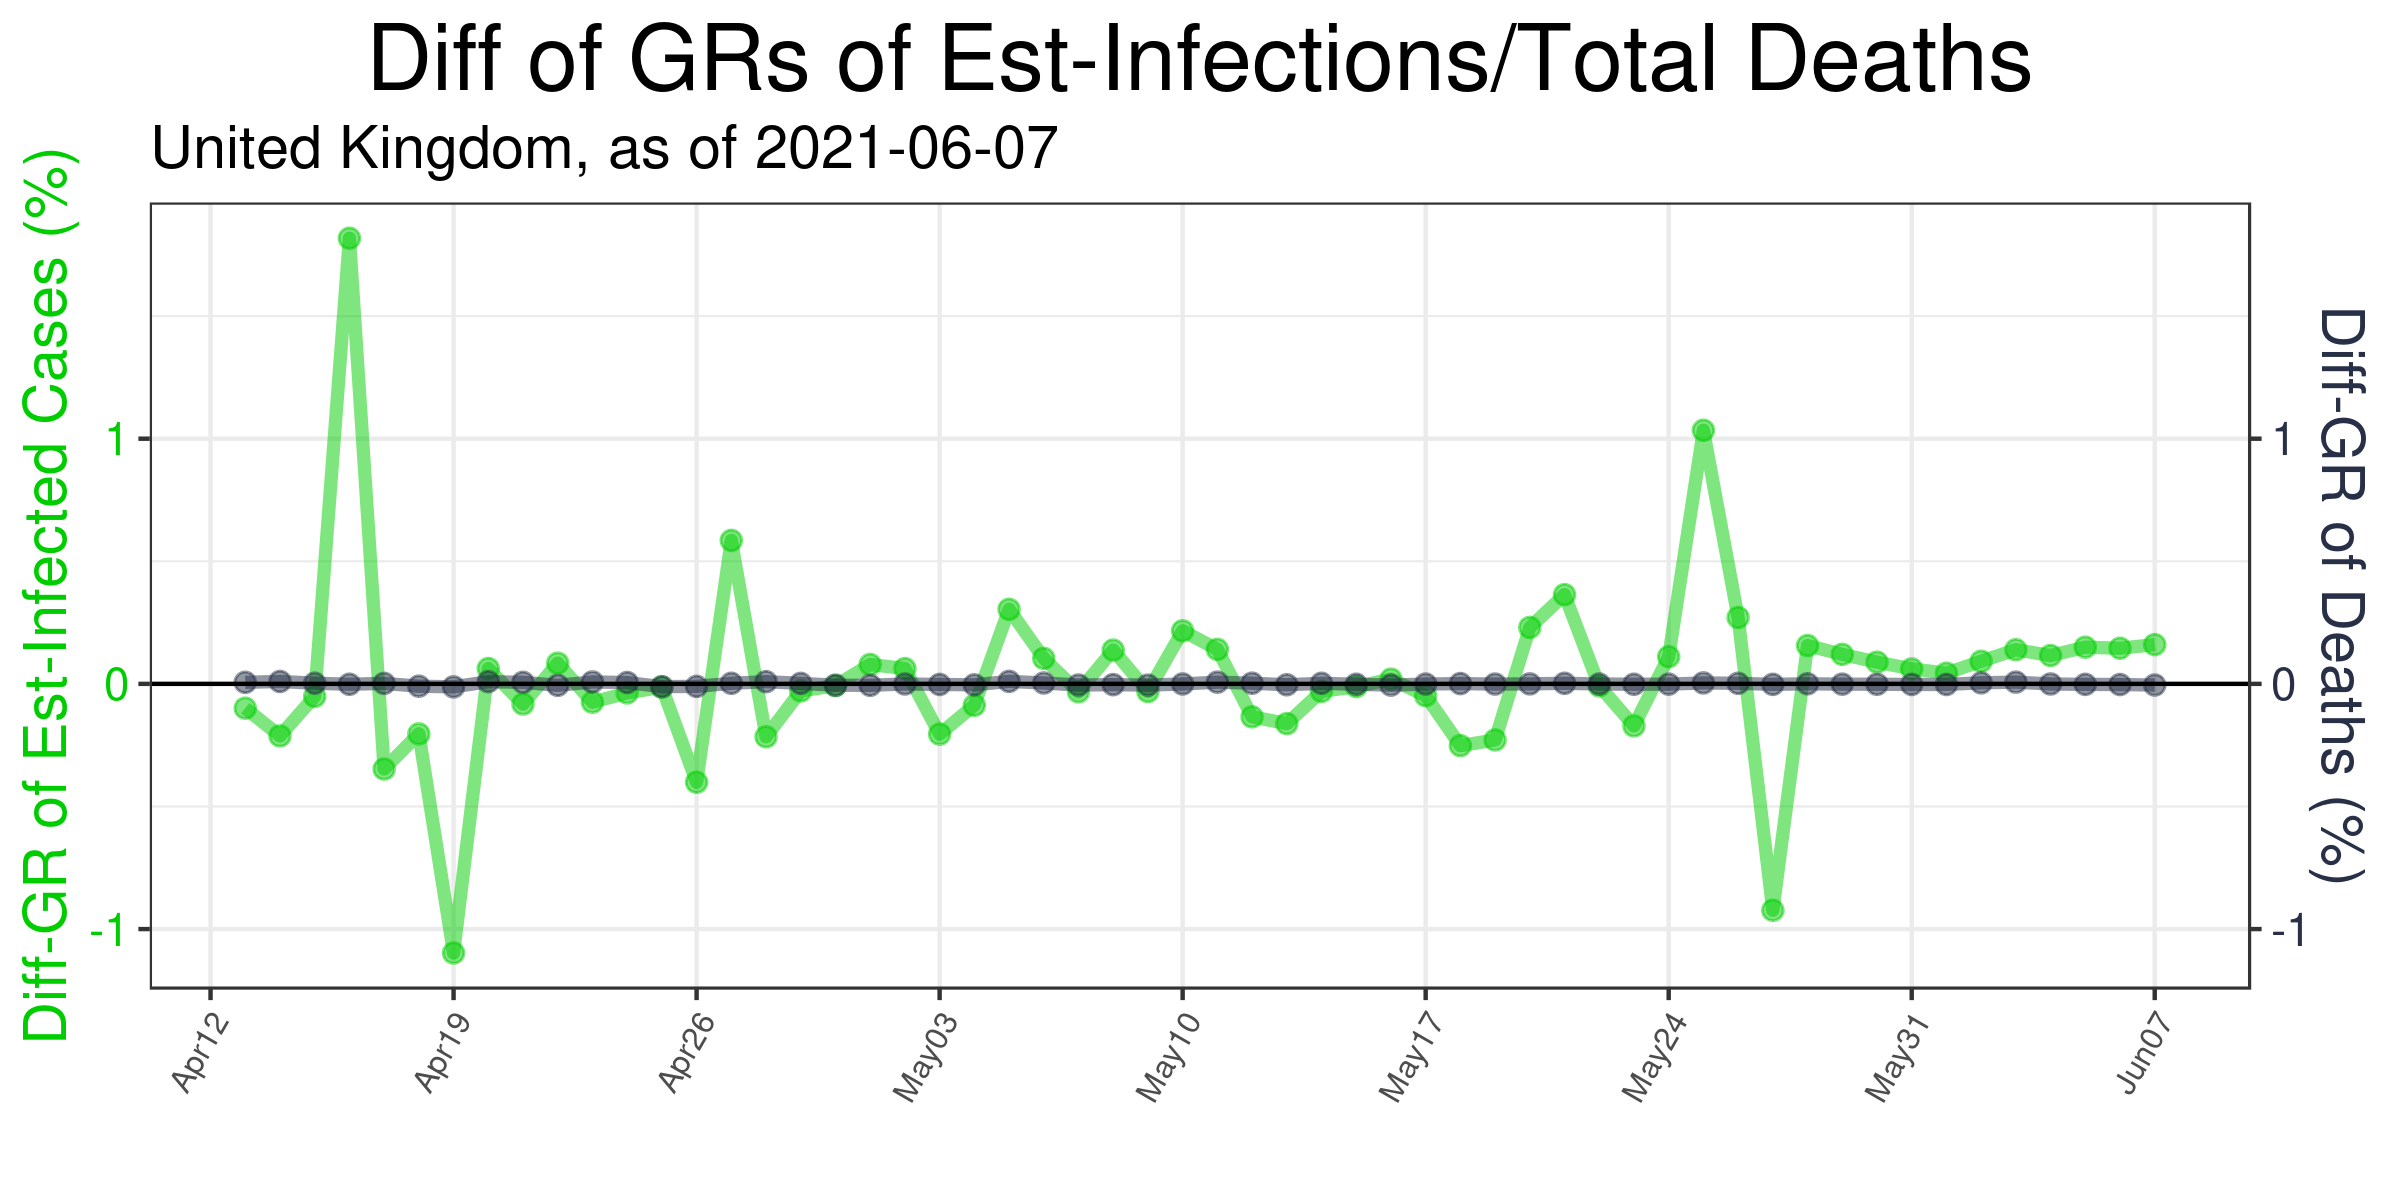 Diff of GRs of Est-Infections/Total Deaths
United Kingdom, as of 2021-06-07
Diff-GR of Est-Infected Cases (%)
1
0
-1
1
0
-1
Diff-GR of Deaths (%)
Apr12
Apr19
Apr26
May03
May10
May17
May24
May31
Jun07